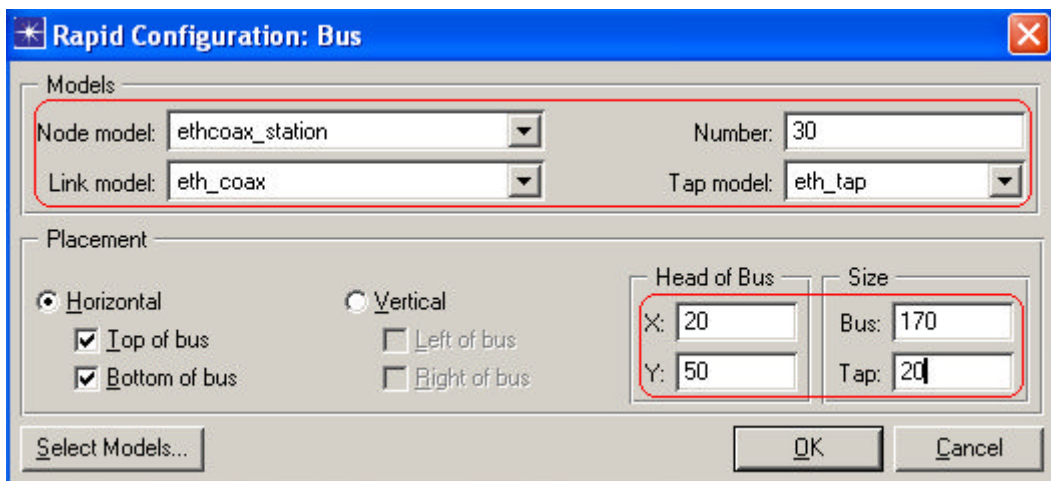 Rapid Configuration: Bus
Models
Node model: ethcoax_station Number: 30
Link model: eth_coax Tap model: eth_tap
Placement
Head of Bus Size
Horizontal Vertical X: 20 Bus: 170
Top of bus Left of bus
Bottom of bus Right of bus Y: 50 Tap: 20
Select Models... OK Cancel